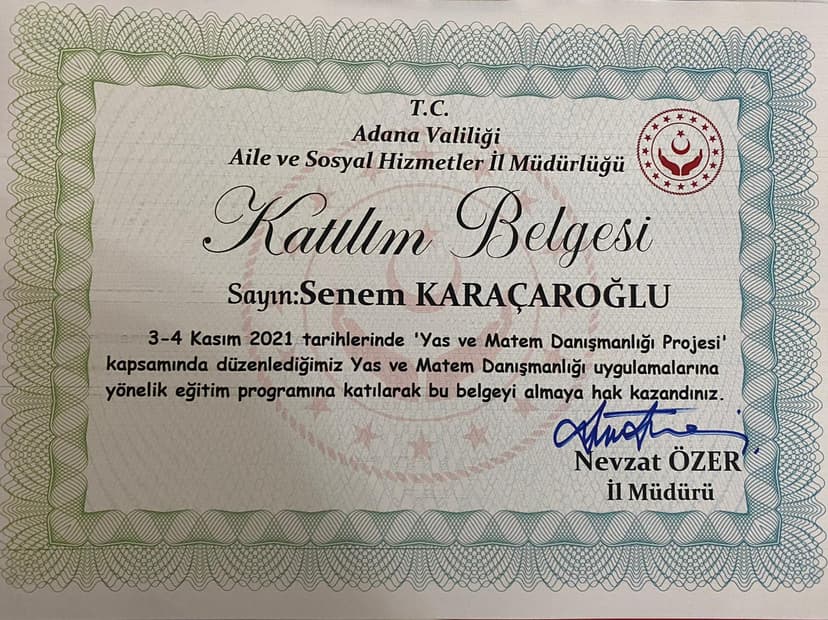 T.C.
Adana Valiliği
Aile ve Sosyal Hizmetler İl Müdürlüğü
Katılım Belgesi
Sayın:Senem KARAÇAROĞLU
3-4 Kasım 2021 tarihlerinde 'Yas ve Matem Danışmanlığı Projesi'
kapsamında düzenlediğimiz Yas ve Matem Danışmanlığı uygulamalarına
yönelik eğitim programına katılarak bu belgeyi almaya hak kazandınız.
Nevzat ÖZER
İl Müdürü